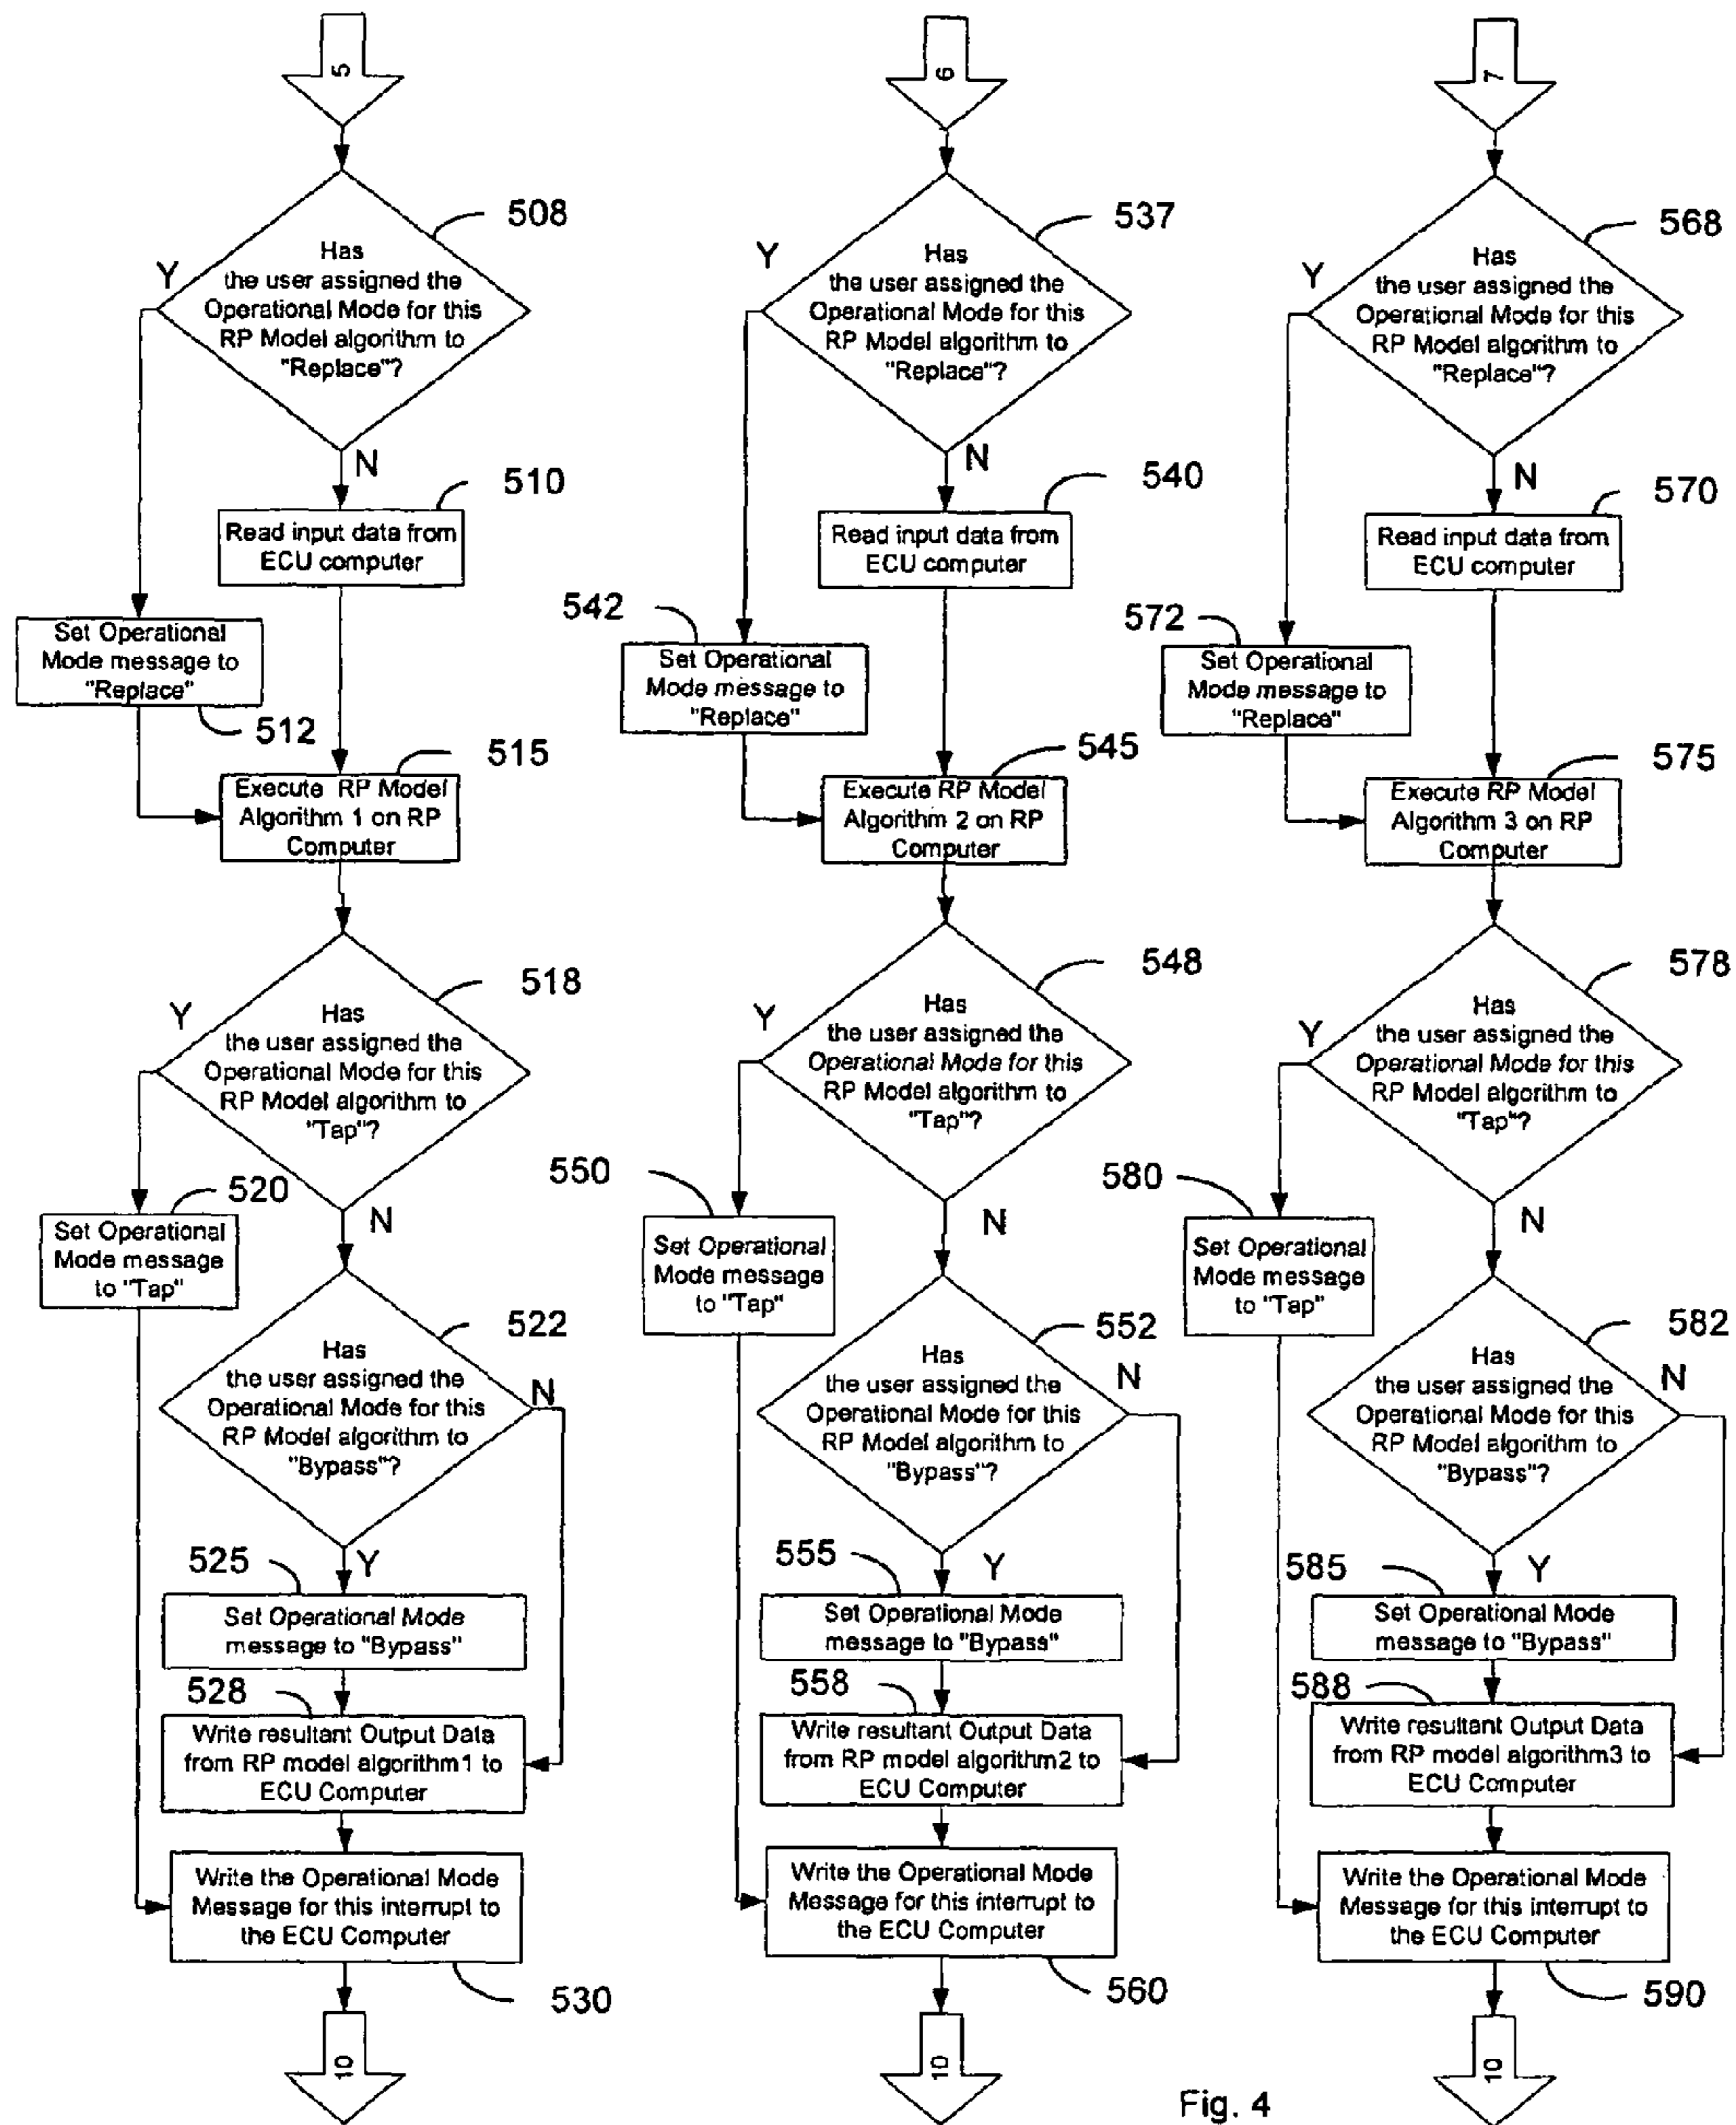 5
508
Y
Has
the user assigned the
Operational Mode for this
RP Model algorithm to
"Replace"?
N
510
Read input data from
ECU computer
Set Operational
Mode message to
"Replace"
512
515
Execute RP Model
Algorithm 1 on RP
Computer
518
Y
Has
the user assigned the
Operational Mode for this
RP Model algorithm to
"Tap"?
520
N
Set Operational
Mode message
to "Tap"
522
Has
the user assigned the
Operational Mode for this
RP Model algorithm to
"Bypass"?
N
525
Y
Set Operational Mode
message to "Bypass"
528
Write resultant Output Data
from RP model algorithm1 to
ECU Computer
Write the Operational Mode
Message for this interrupt to
the ECU Computer
530
10
6
537
Y
Has
the user assigned the
Operational Mode for this
RP Model algorithm to
"Replace"?
N
540
Read input data from
ECU computer
542
Set Operational
Mode message to
"Replace"
545
Execute RP Model
Algorithm 2 on RP
Computer
548
Y
Has
the user assigned the
Operational Mode for this
RP Model algorithm to
"Tap"?
550
N
Set Operational
Mode message
to "Tap"
552
Has
the user assigned the
Operational Mode for this
RP Model algorithm to
"Bypass"?
N
555
Y
Set Operational Mode
message to "Bypass"
558
Write resultant Output Data
from RP model algorithm2 to
ECU Computer
Write the Operational Mode
Message for this interrupt to
the ECU Computer
560
10
7
568
Y
Has
the user assigned the
Operational Mode for this
RP Model algorithm to
"Replace"?
N
570
Read input data from
ECU computer
572
Set Operational
Mode message to
"Replace"
575
Execute RP Model
Algorithm 3 on RP
Computer
578
Y
Has
the user assigned the
Operational Mode for this
RP Model algorithm to
"Tap"?
580
N
Set Operational
Mode message
to "Tap"
582
Has
the user assigned the
Operational Mode for this
RP Model algorithm to
"Bypass"?
N
585
Y
Set Operational Mode
message to "Bypass"
588
Write resultant Output Data
from RP model algorithm3 to
ECU Computer
Write the Operational Mode
Message for this interrupt to
the ECU Computer
590
10
Fig. 4